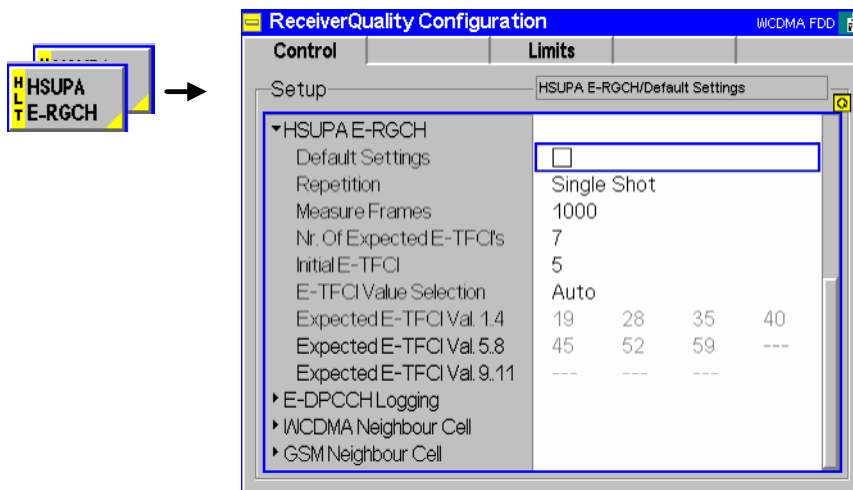 ReceiverQuality Configuration WCDMA FDD
Control Limits
HLT HSUPA E-RGCH
Setup HSUPA E-RGCH/Default Settings
HSUPA E-RGCH
Default Settings
Repetition Single Shot
Measure Frames 1000
Nr. Of Expected E-TFCI's 7
Initial E-TFCI 5
E-TFCI Value Selection Auto
Expected E-TFCI Val. 1..4 19 28 35 40
Expected E-TFCI Val. 5..8 45 52 59 ---
Expected E-TFCI Val. 9..11 --- --- ---
E-DPCCH Logging
WCDMA Neighbour Cell
GSM Neighbour Cell